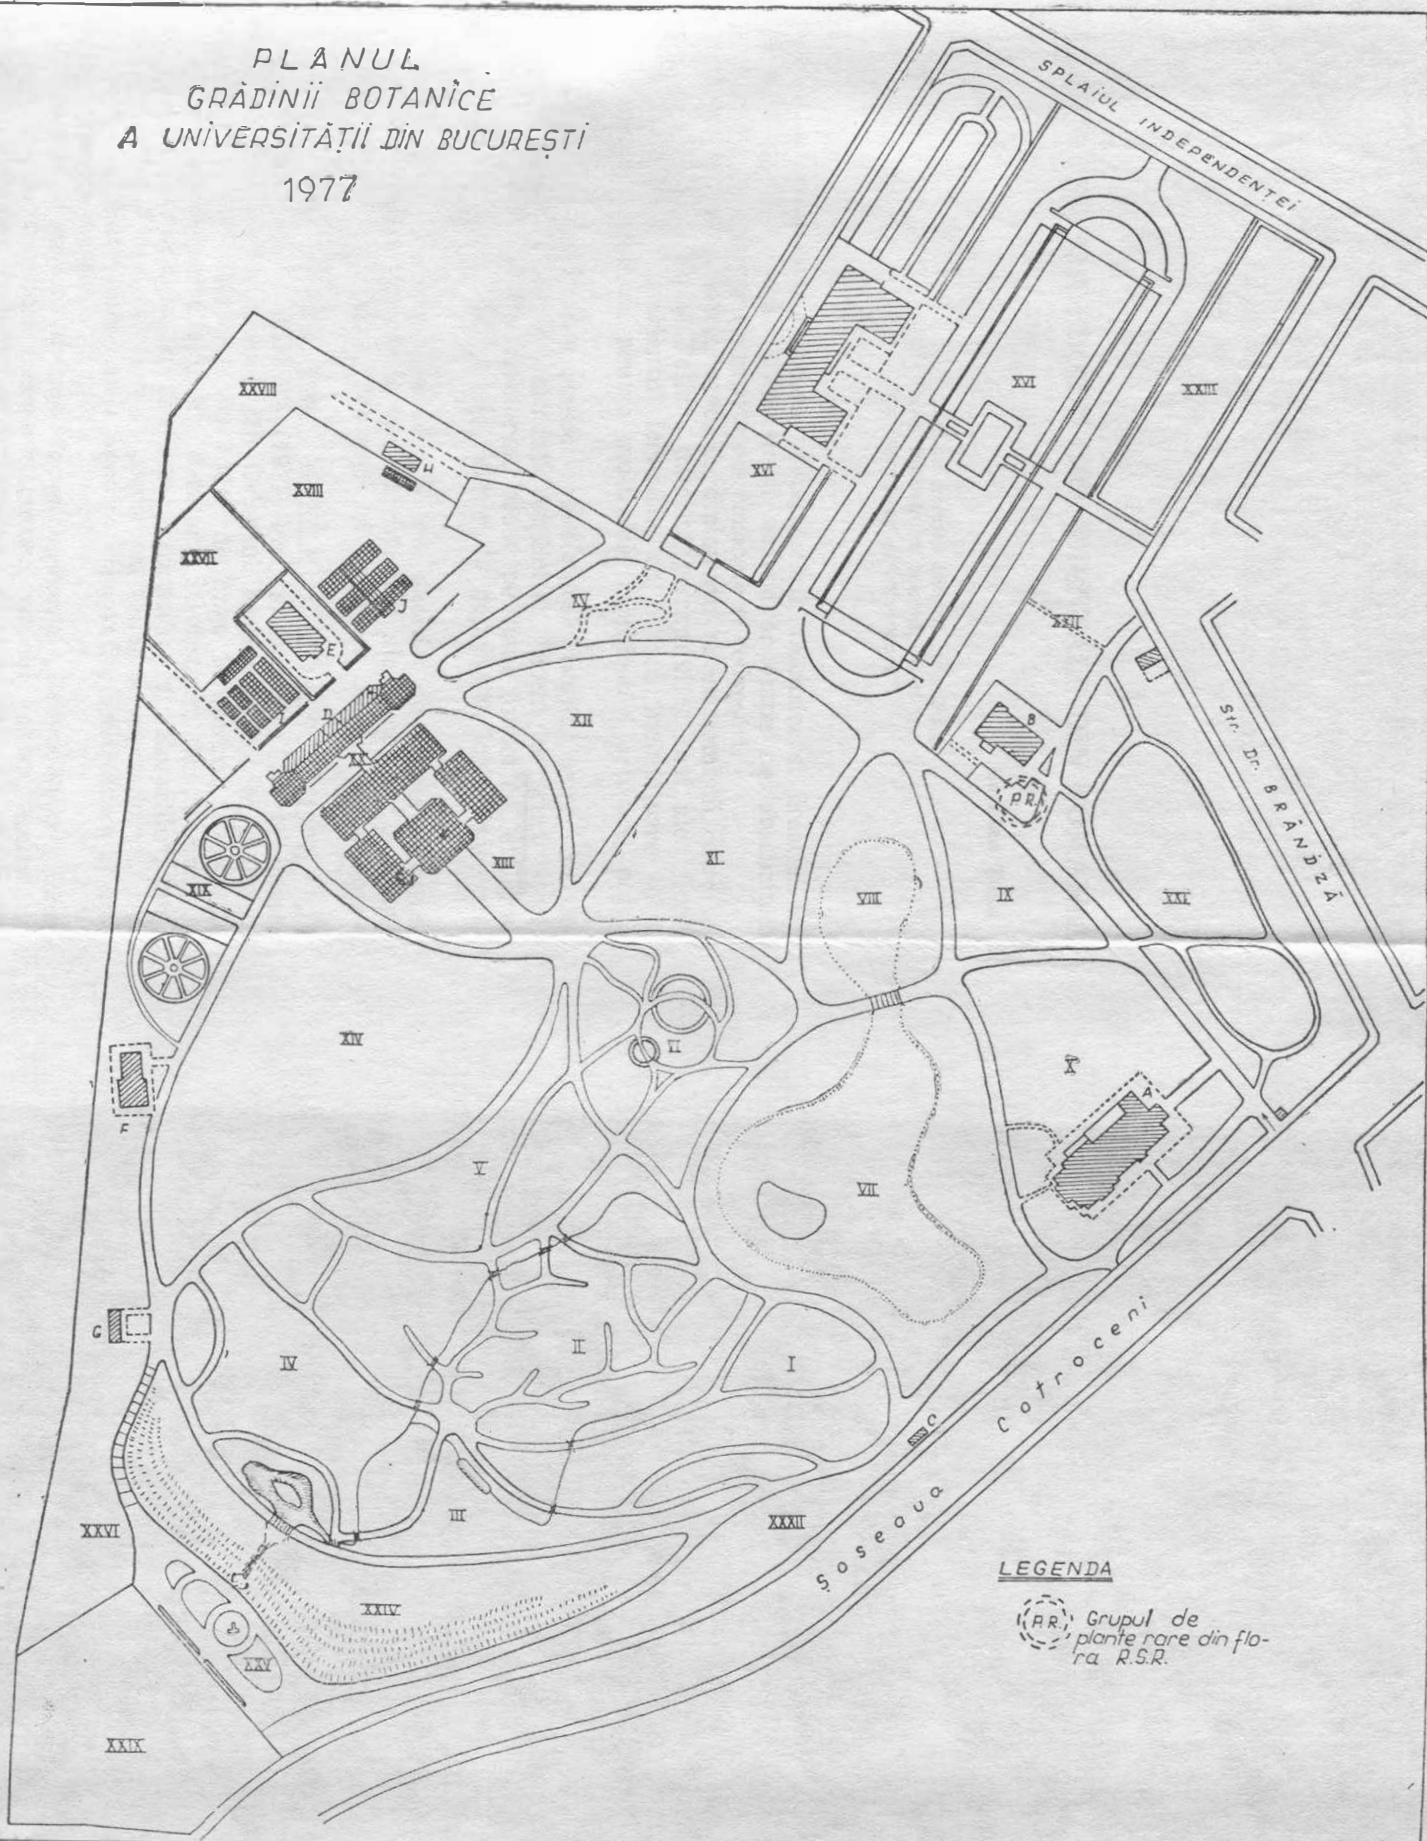 PLANUL
GRĂDINII BOTANICE
A UNIVERSITĂȚII DIN BUCUREȘTI
1977
SPLAIUL INDEPENDENȚEI
XXVIII
XVI
XXIII
H
XVIII
XVI
XXVII
J
XV
XXII
E
D
XII
B
Str. Dr. BRÂNDZĂ
XX
P.R.
XIII
XI
XIX
VIII
IX
XXI
XIV
VI
X
A
F
V
VII
G
IV
II
I
Șoseaua Cotroceni
C
III
XXVI
XXXII
XXIV
XXV
XXIX
LEGENDA
P.R. Grupul de
plante rare din flo-
ra R.S.R.